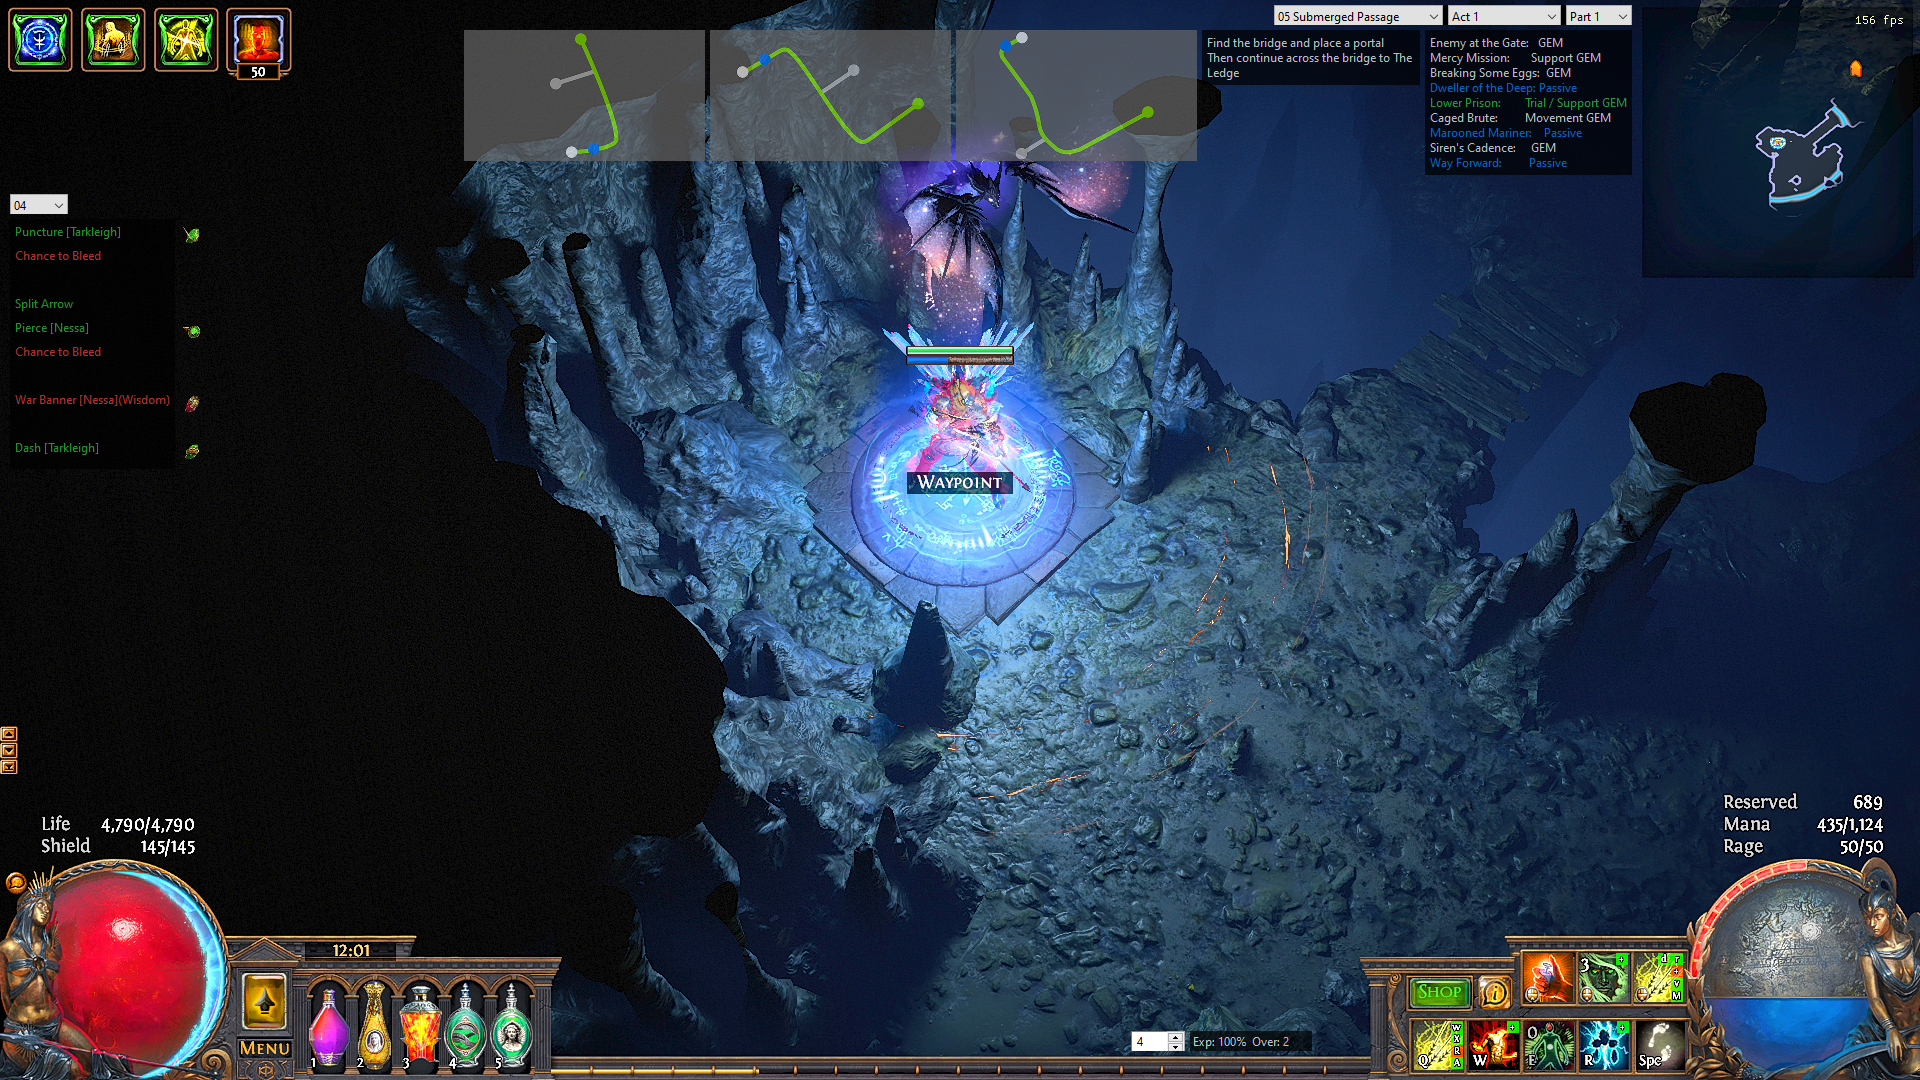 50
05 Submerged Passage
Act 1
Part 1
156 fps
Find the bridge and place a portal
Then continue across the bridge to The
Ledge
Enemy at the Gate: GEM
Mercy Mission: Support GEM
Breaking Some Eggs: GEM
Dweller of the Deep: Passive
Lower Prison: Trial / Support GEM
Caged Brute: Movement GEM
Marooned Mariner: Passive
Siren's Cadence: GEM
Way Forward: Passive
04
Puncture [Tarkleigh]
Chance to Bleed
Split Arrow
Pierce [Nessa]
Chance to Bleed
War Banner [Nessa](Wisdom)
Dash [Tarkleigh]
Waypoint
Life 4,790/4,790
Shield 145/145
Reserved 689
Mana 435/1,124
Rage 50/50
12:01
Menu
1 2 3 4 5
4
Exp: 100% Over: 2
Shop
3
d r + v M
Q W X R A
W
0 E
R
Spc